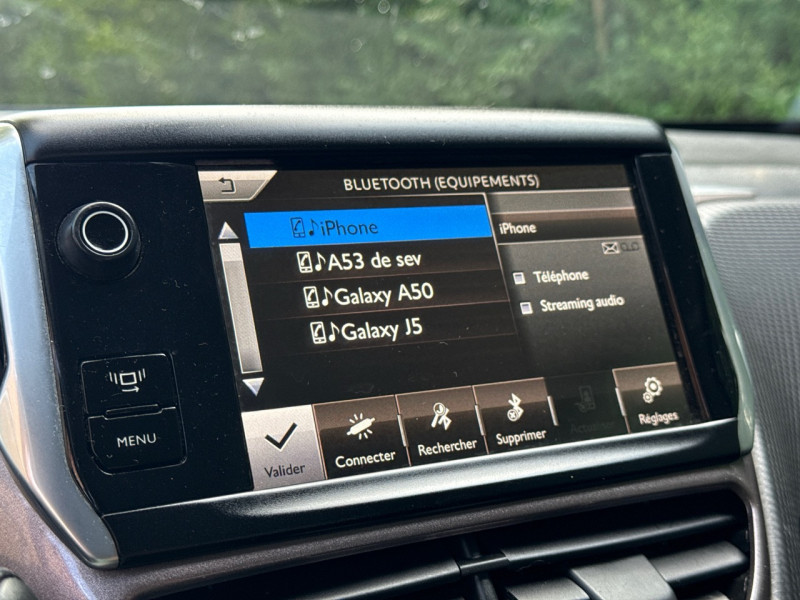 BLUETOOTH (EQUIPEMENTS)
iPhone
A53 de sev
Galaxy A50
Galaxy J5
iPhone
Téléphone
Streaming audio
MENU
Valider
Connecter
Rechercher
Supprimer
Réglages